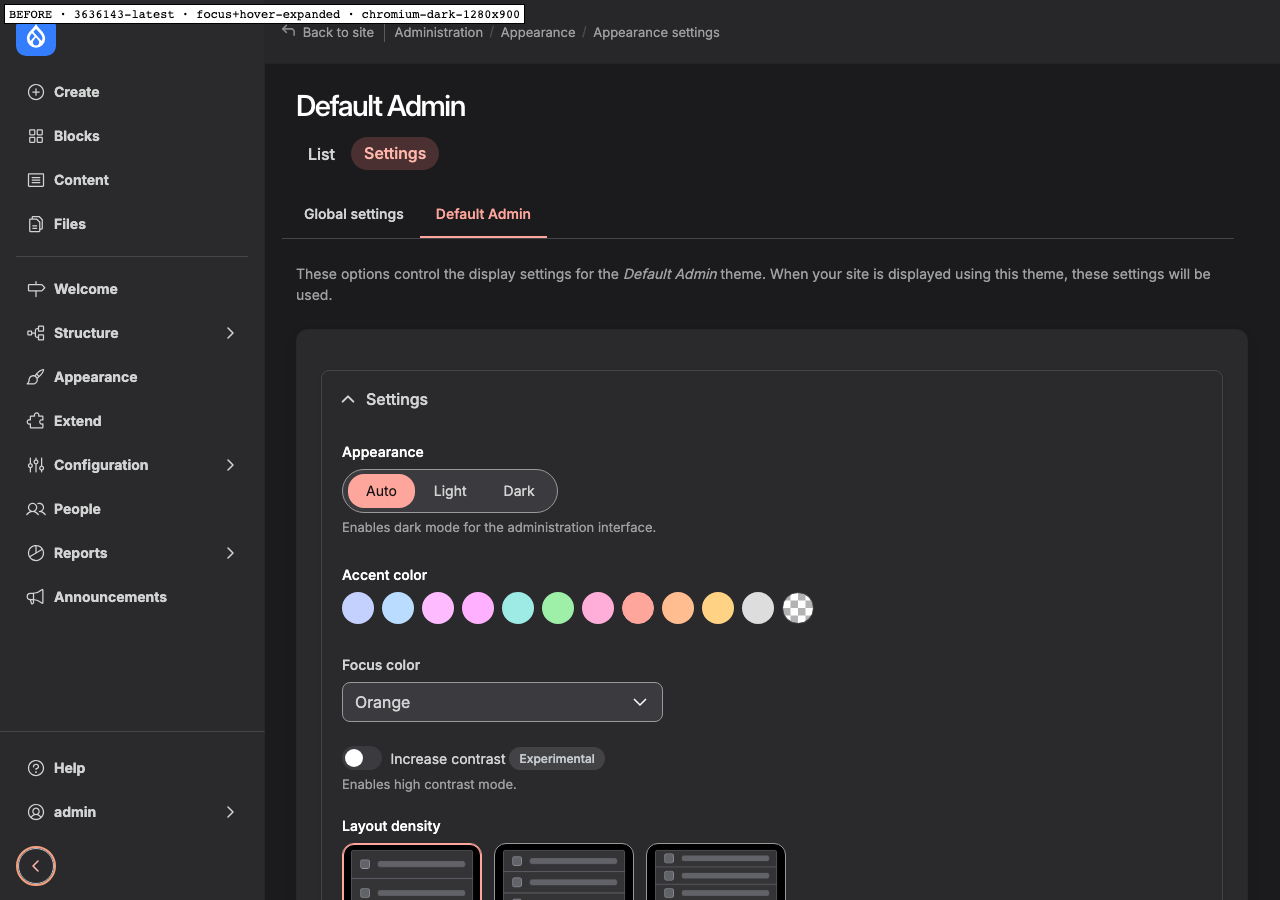 BEFORE • 3636143-latest • focus+hover-expanded • chromium-dark-1280x900
Back to site
Administration / Appearance / Appearance settings
Create
Blocks
Content
Files
Welcome
Structure
Appearance
Extend
Configuration
People
Reports
Announcements
Help
admin
Default Admin
List
Settings
Global settings
Default Admin
These options control the display settings for the Default Admin theme. When your site is displayed using this theme, these settings will be
used.
Settings
Appearance
Auto
Light
Dark
Enables dark mode for the administration interface.
Accent color
Focus color
Orange
Increase contrast Experimental
Enables high contrast mode.
Layout density